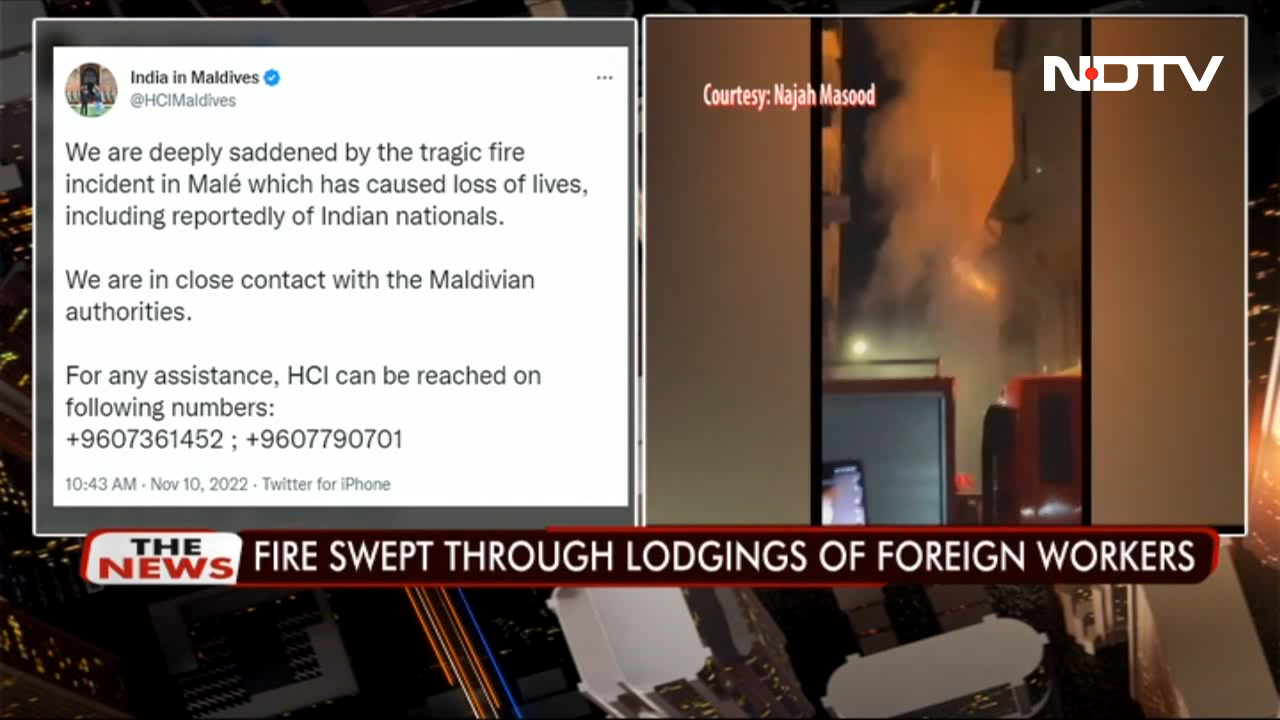 India in Maldives
@HCIMaldives
We are deeply saddened by the tragic fire
incident in Malé which has caused loss of lives,
including reportedly of Indian nationals.
We are in close contact with the Maldivian
authorities.
For any assistance, HCI can be reached on
following numbers:
+9607361452 ; +9607790701
10:43 AM · Nov 10, 2022 · Twitter for iPhone
Courtesy: Najah Masood
NDTV
THE
NEWS
FIRE SWEPT THROUGH LODGINGS OF FOREIGN WORKERS